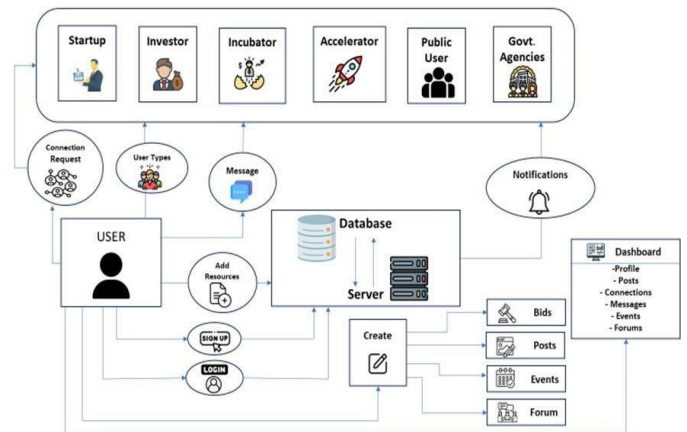 Startup
Investor
Incubator
Accelerator
Public
User
Govt.
Agencies
Connection
Request
User Types
Message
Notifications
USER
Database
Server
Add
Resources
SIGN UP
LOGIN
Create
Bids
Posts
Events
Forum
Dashboard
-Profile
- Posts
- Connections
- Messages
- Events
- Forums